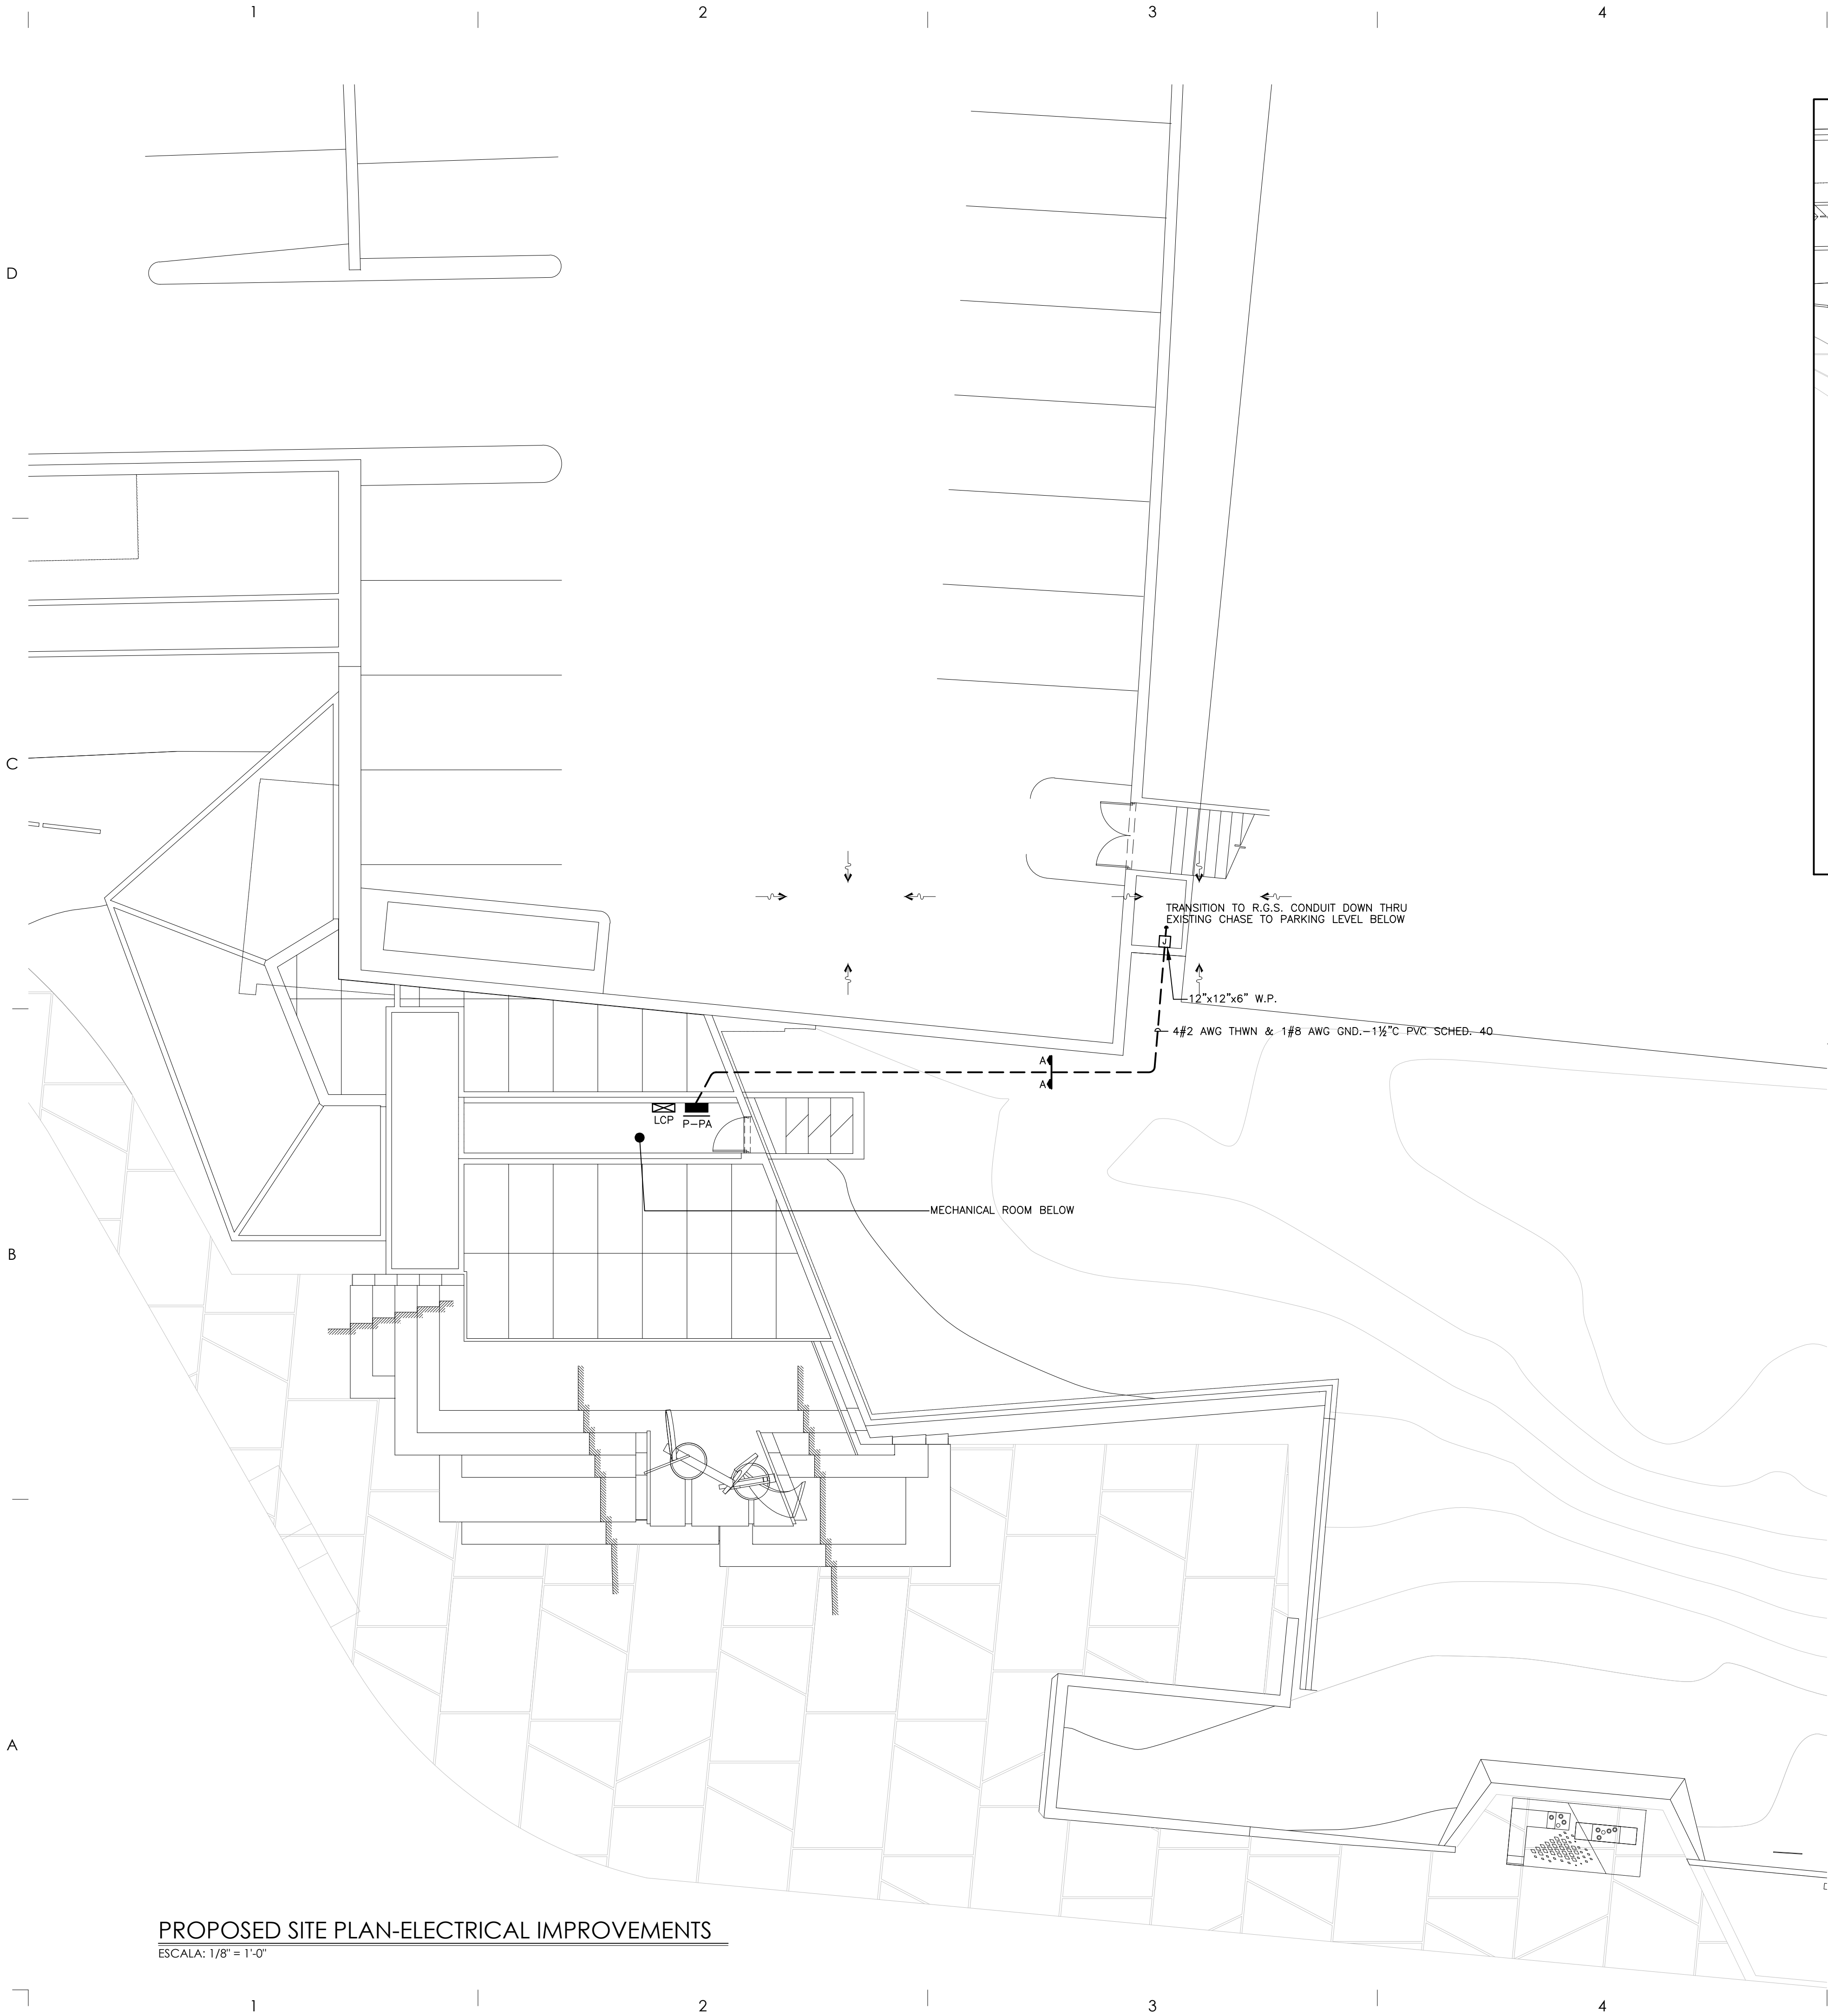 1 2 3 4
D
C
TRANSITION TO R.G.S. CONDUIT DOWN THRU
EXISTING CHASE TO PARKING LEVEL BELOW
J
12"x12"x6" W.P.
4#2 AWG THWN & 1#8 AWG GND.-1½"C PVC SCHED. 40
A
A
LCP
P-PA
MECHANICAL ROOM BELOW
B
A
PROPOSED SITE PLAN-ELECTRICAL IMPROVEMENTS
ESCALA: 1/8" = 1'-0"
1 2 3 4